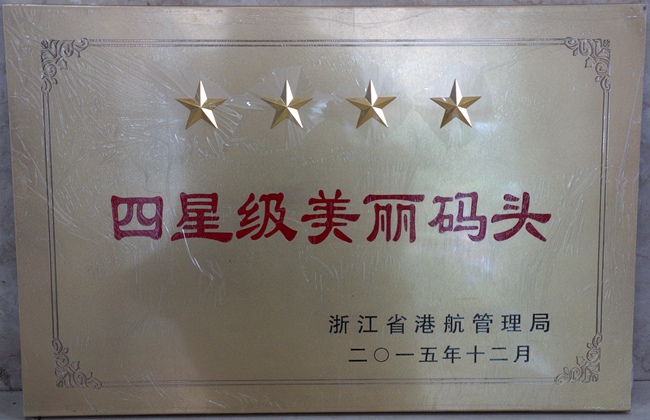 四星级美丽码头
浙江省港航管理局
二〇一五年十二月